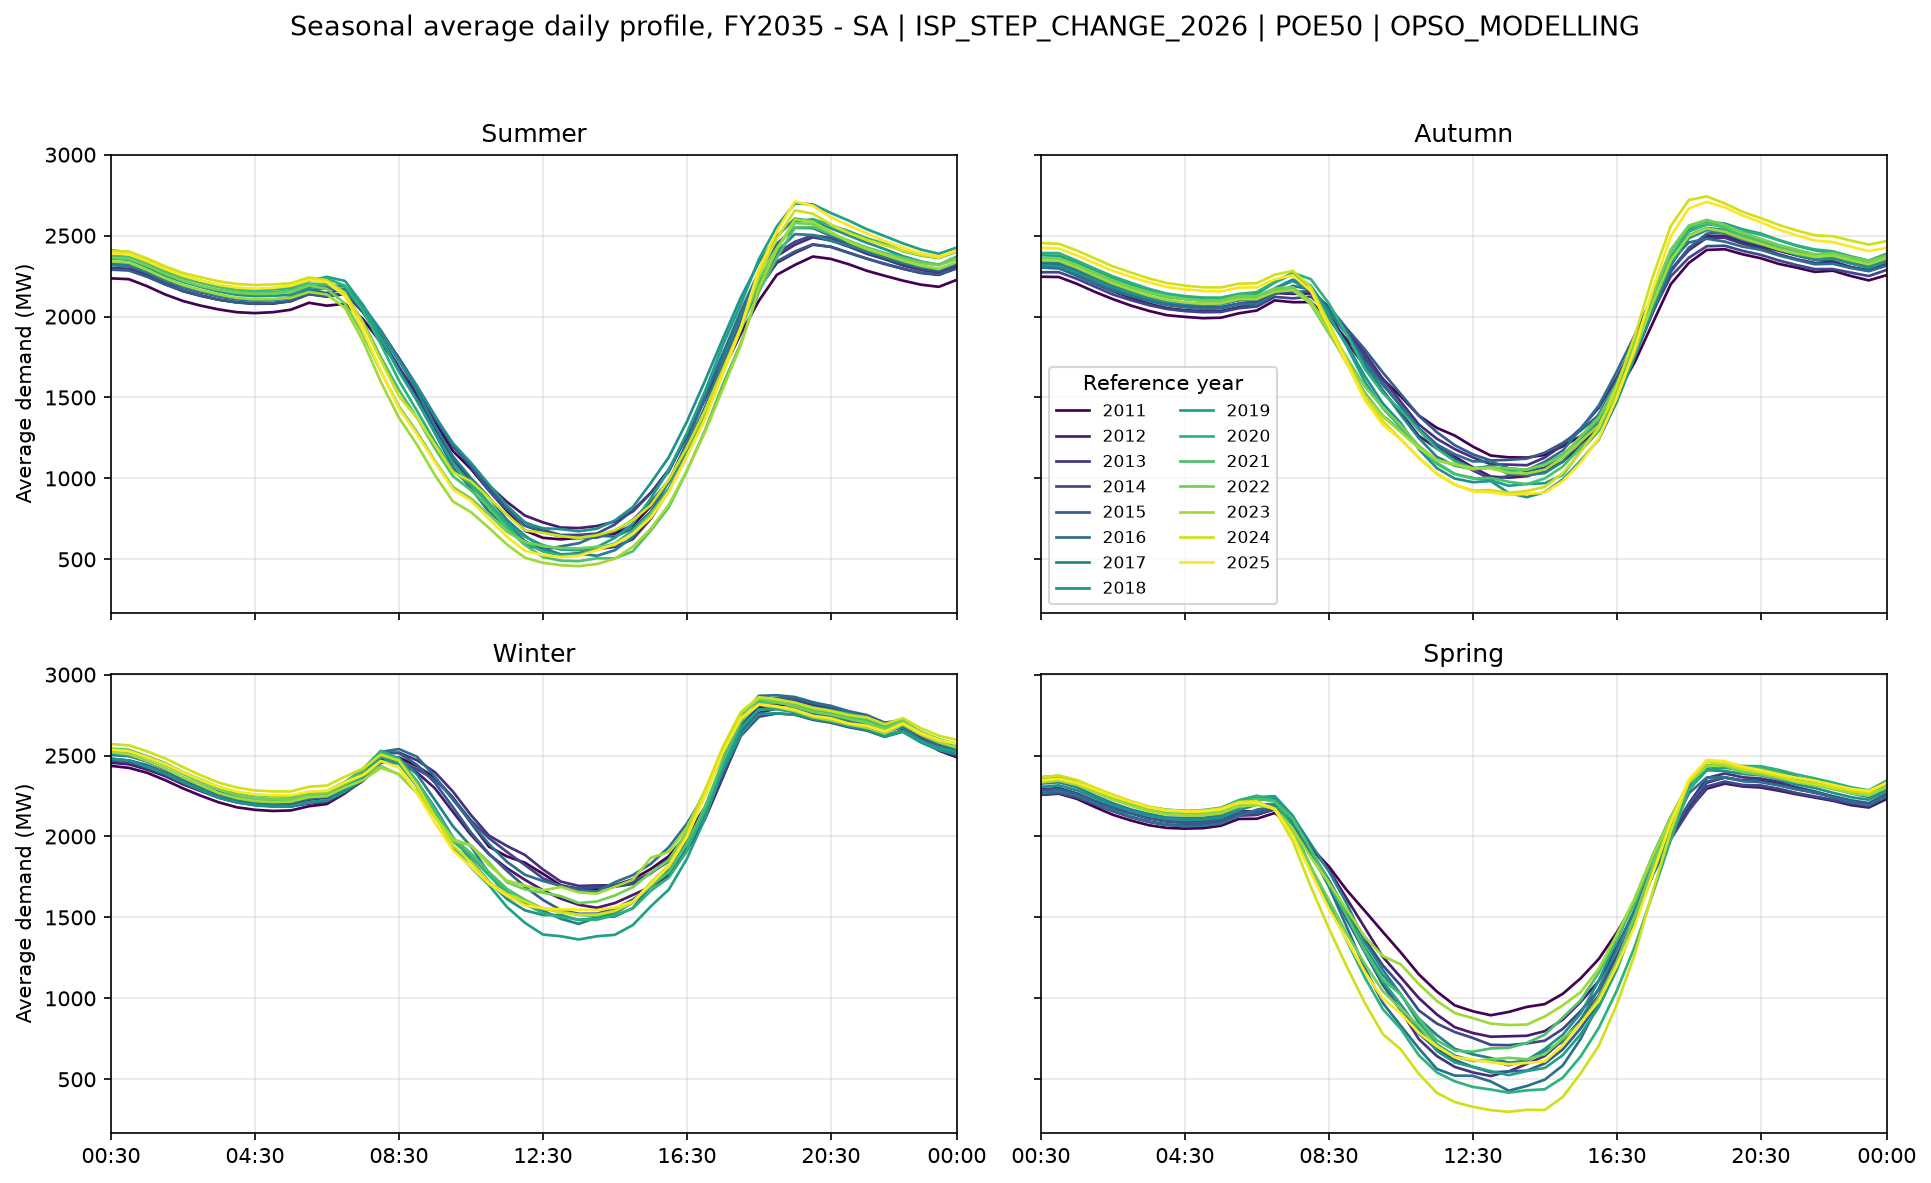 Seasonal average daily profile, FY2035 - SA | ISP_STEP_CHANGE_2026 | POE50 | OPSO_MODELLING
Summer
Average demand (MW)
3000
2500
2000
1500
1000
500
Autumn
Reference year
2011
2012
2013
2014
2015
2016
2017
2018
2019
2020
2021
2022
2023
2024
2025
Winter
Average demand (MW)
3000
2500
2000
1500
1000
500
00:30 04:30 08:30 12:30 16:30 20:30 00:00
Spring
00:30 04:30 08:30 12:30 16:30 20:30 00:00